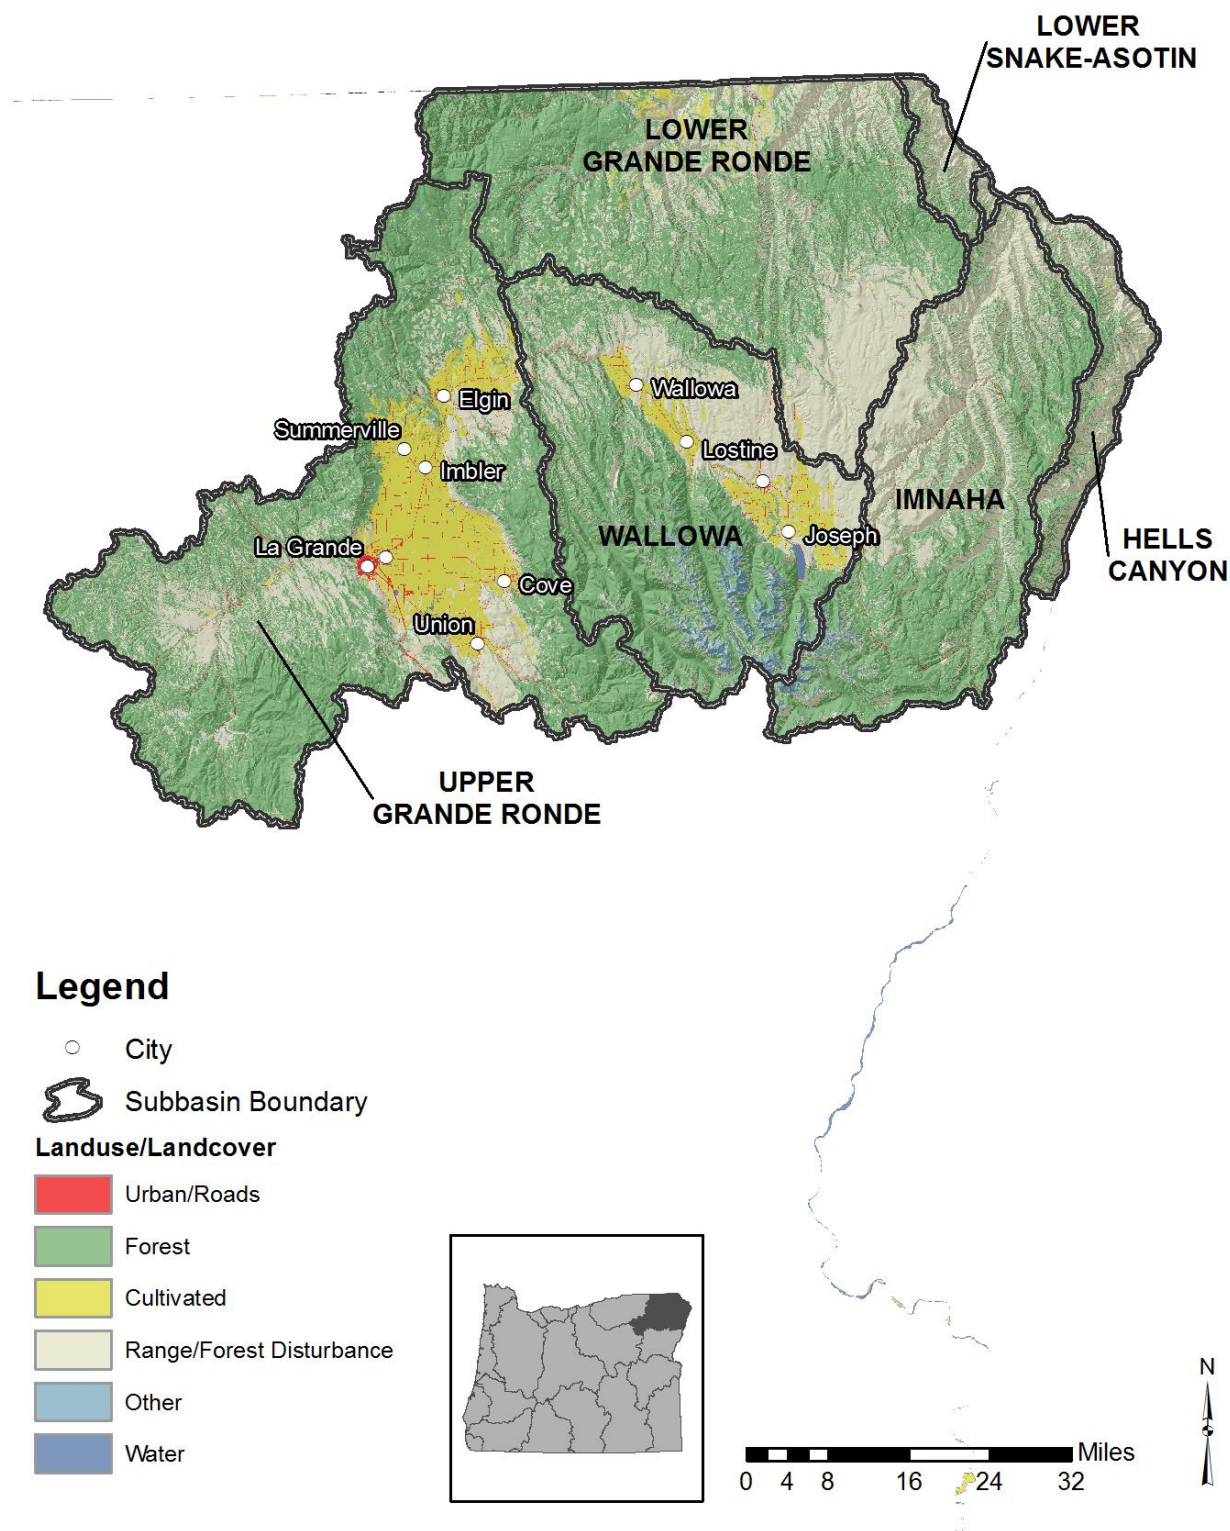 LOWER
SNAKE-ASOTIN
LOWER
GRANDE RONDE
Elgin
Wallowa
Summerville
Lostine
Imbler
IMNAHA
WALLOWA
Joseph
La Grande
HELLS
CANYON
Cove
Union
UPPER
GRANDE RONDE
Legend
City
Subbasin Boundary
Landuse/Landcover
Urban/Roads
Forest
Cultivated
Range/Forest Disturbance
Other
Water
N
Miles
0 4 8 16 24 32